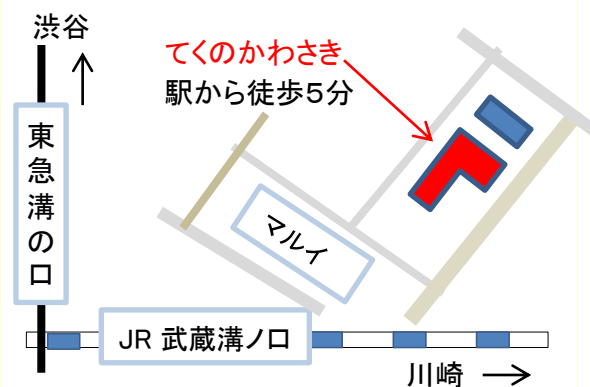 渋谷
てくのかわさき
駅から徒歩５分
東急溝の口
マルイ
JR 武蔵溝ノ口
川崎